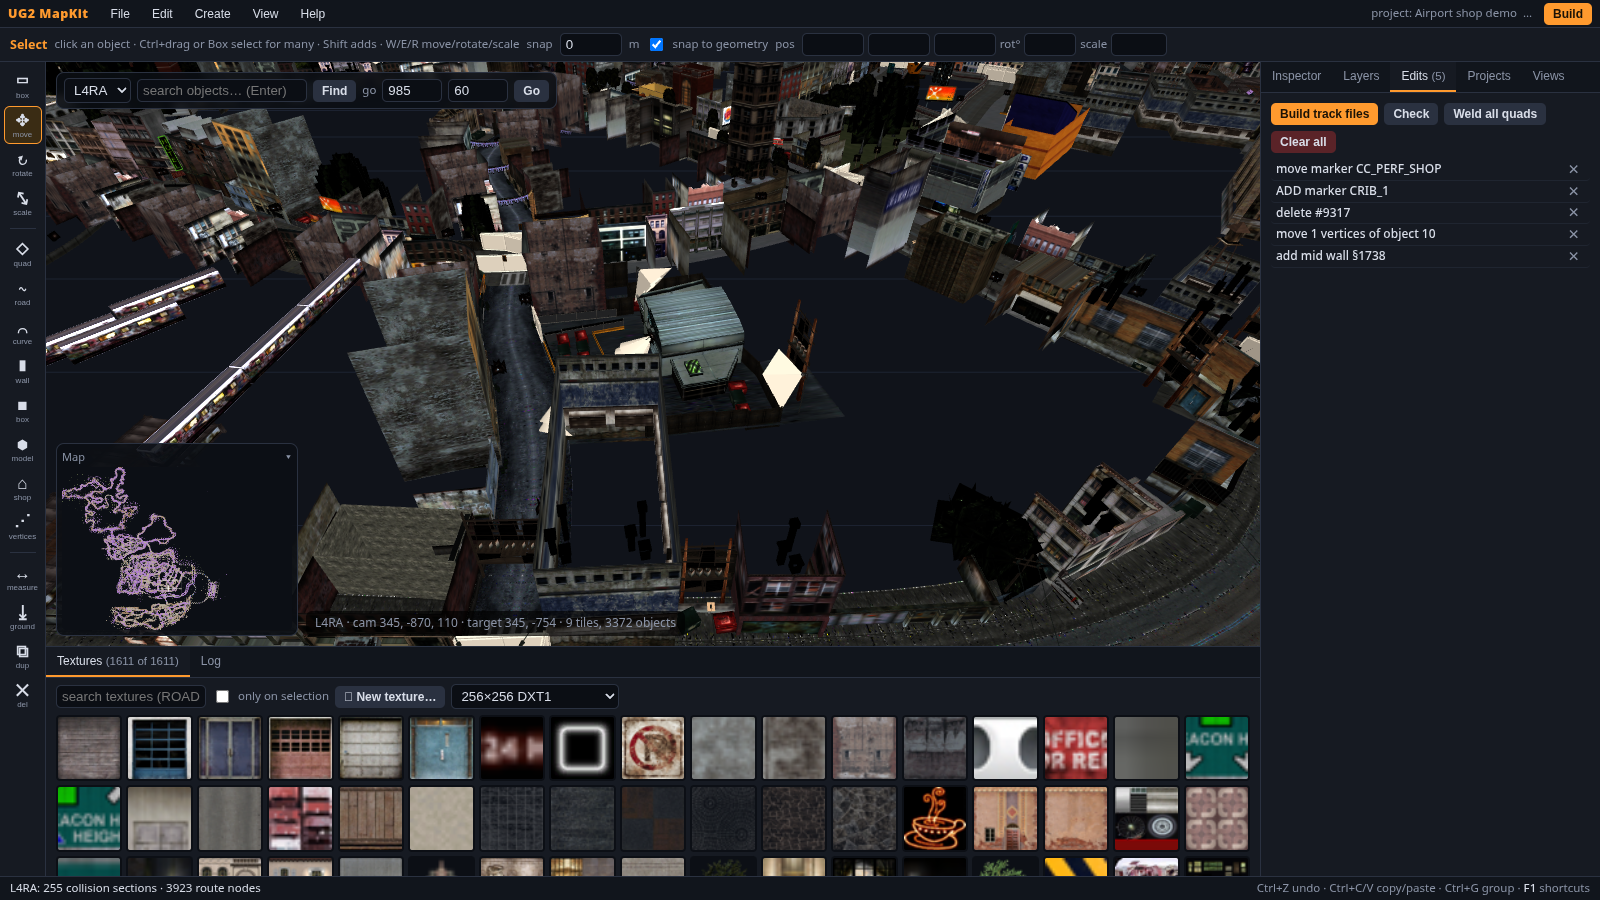 UG2 MapKit File Edit Create View Help project: Airport shop demo ... Build
Select click an object · Ctrl+drag or Box select for many · Shift adds · W/E/R move/rotate/scale snap 0 m snap to geometry pos rot° scale
box
move
rotate
scale
quad
road
curve
wall
box
model
shop
vertices
measure
ground
dup
del
L4RA search objects… (Enter) Find go 985 60 Go
Map
L4RA · cam 345, -870, 110 · target 345, -754 · 9 tiles, 3372 objects
Inspector Layers Edits (5) Projects Views
Build track files Check Weld all quads
Clear all
move marker CC_PERF_SHOP
ADD marker CRIB_1
delete #9317
move 1 vertices of object 10
add mid wall §1738
Textures (1611 of 1611) Log
search textures (ROAD only on selection New texture… 256×256 DXT1
24 H
OFFIC
OR RE
EACON H
EACON H
HEIGH
L4RA: 255 collision sections · 3923 route nodes Ctrl+Z undo · Ctrl+C/V copy/paste · Ctrl+G group · F1 shortcuts